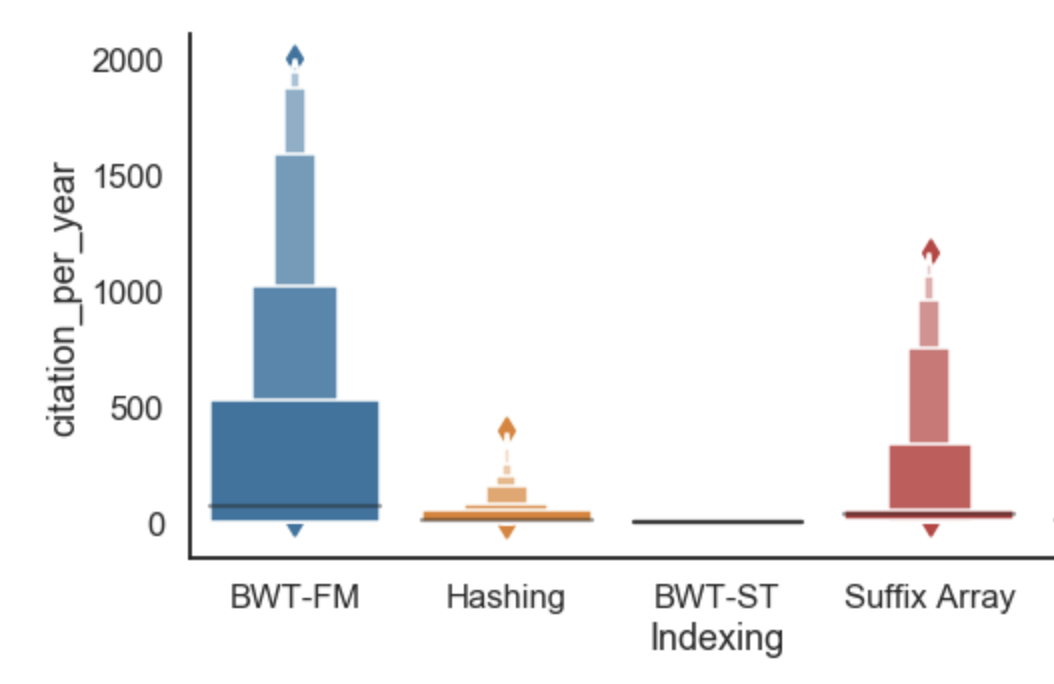 2000
1500
1000
500
0
citation_per_year
BWT-FM Hashing BWT-ST Suffix Array
Indexing